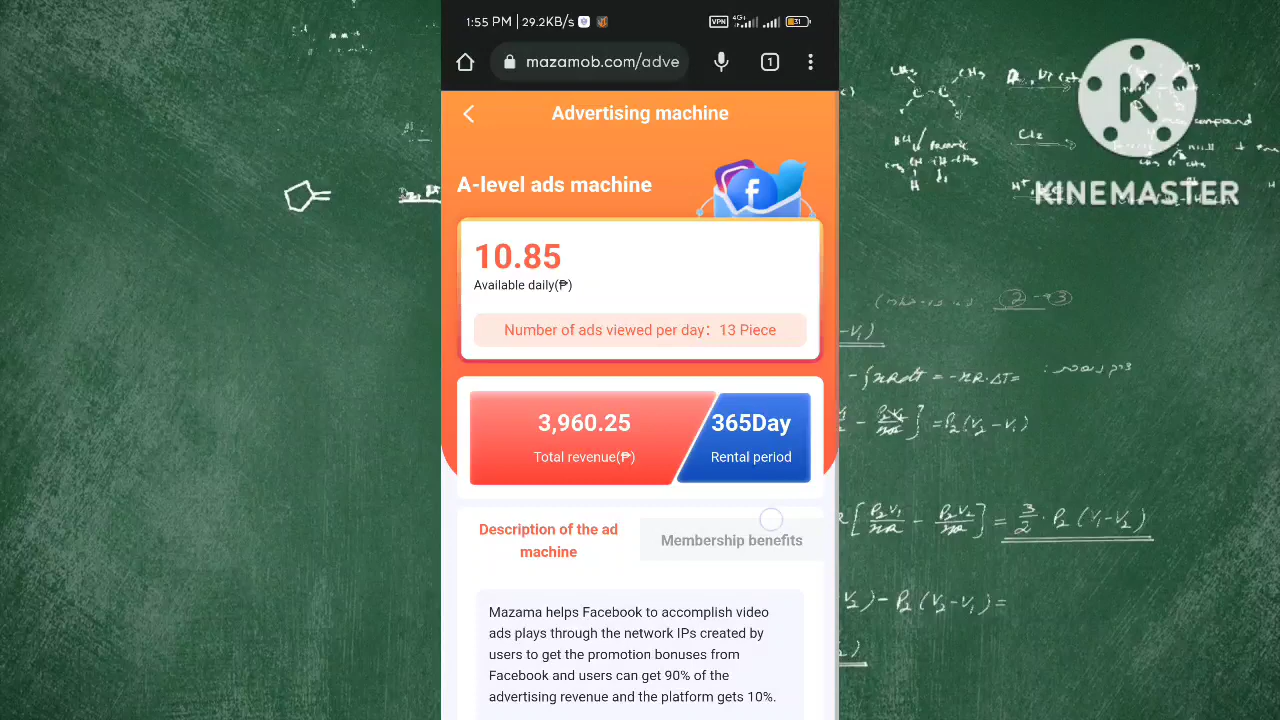 1:55 PM | 29.2KB/s
VPN 4G 31
mazamob.com/adve
1
Advertising machine
A-level ads machine
10.85
Available daily(₱)
Number of ads viewed per day: 13 Piece
3,960.25
Total revenue(₱)
365Day
Rental period
Description of the ad
machine
Membership benefits
Mazama helps Facebook to accomplish video
ads plays through the network IPs created by
users to get the promotion bonuses from
Facebook and users can get 90% of the
advertising revenue and the platform gets 10%.
K
KINEMASTER